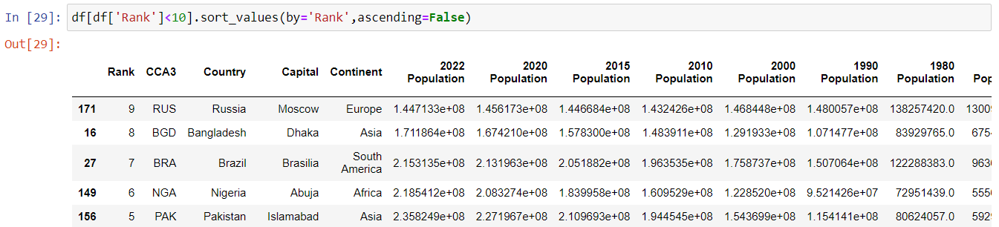 In [29]: df[df['Rank']<10].sort_values(by='Rank',ascending=False)
Out[29]:
2022 2020 2015 2010 2000 1990 1980
Rank CCA3 Country Capital Continent Population Population Population Population Population Population Population Pop
171 9 RUS Russia Moscow Europe 1.447133e+08 1.456173e+08 1.446684e+08 1.432426e+08 1.468448e+08 1.480057e+08 138257420.0 1300
16 8 BGD Bangladesh Dhaka Asia 1.711864e+08 1.674210e+08 1.578300e+08 1.483911e+08 1.291933e+08 1.071477e+08 83929765.0 675
27 7 BRA Brazil Brasilia South America 2.153135e+08 2.131963e+08 2.051882e+08 1.963535e+08 1.758737e+08 1.507064e+08 122288383.0 963
149 6 NGA Nigeria Abuja Africa 2.185412e+08 2.083274e+08 1.839958e+08 1.609529e+08 1.228520e+08 9.521426e+07 72951439.0 555
156 5 PAK Pakistan Islamabad Asia 2.358249e+08 2.271967e+08 2.109693e+08 1.944545e+08 1.543699e+08 1.154141e+08 80624057.0 592